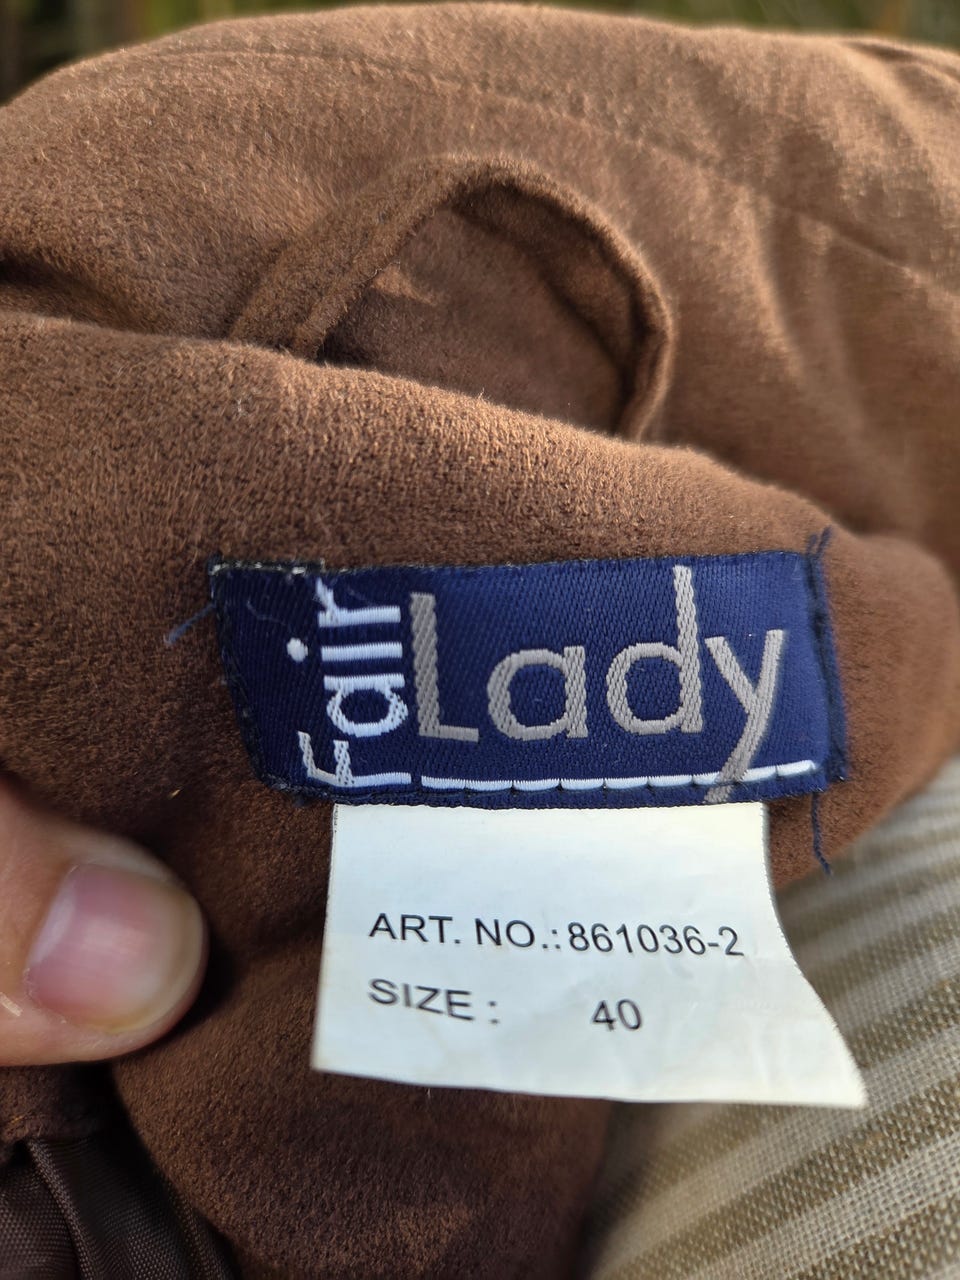 Fair Lady
ART. NO.: 861036-2
SIZE : 40